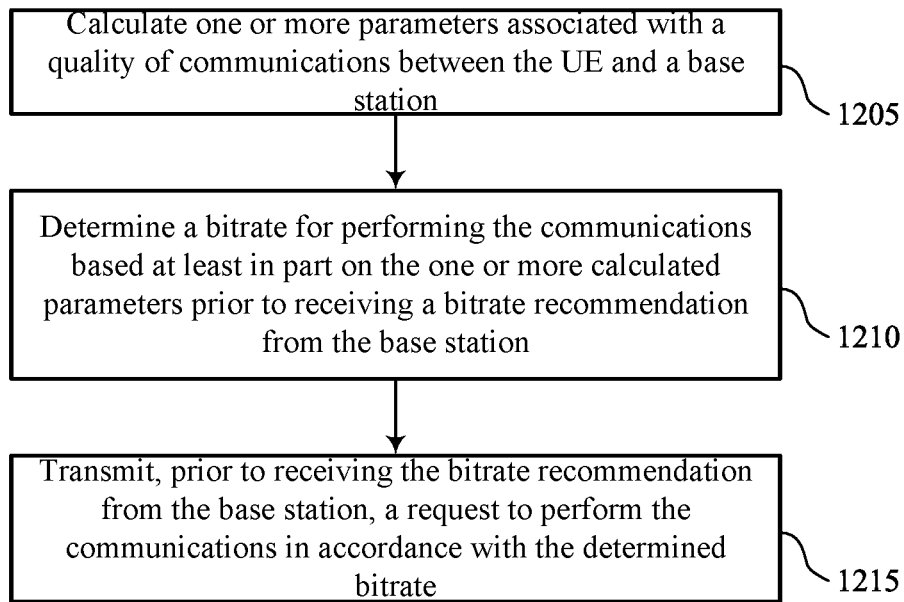 Calculate one or more parameters associated with a
quality of communications between the UE and a base
station
1205
Determine a bitrate for performing the communications
based at least in part on the one or more calculated
parameters prior to receiving a bitrate recommendation
from the base station
1210
Transmit, prior to receiving the bitrate recommendation
from the base station, a request to perform the
communications in accordance with the determined
bitrate
1215